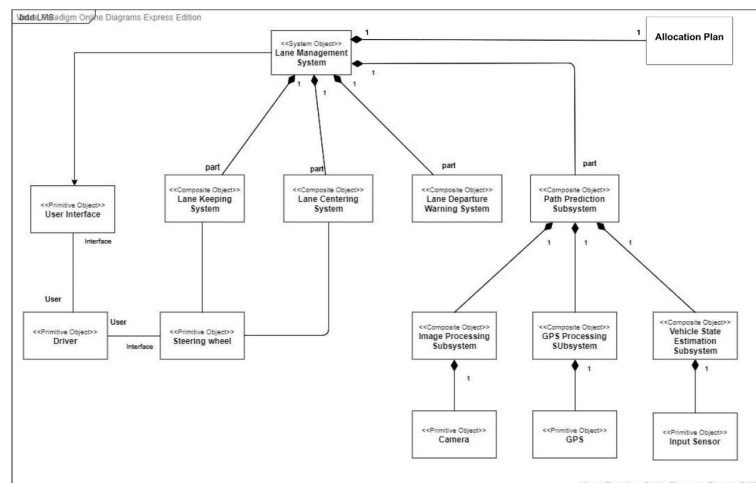 bdd LMS
Visual Paradigm Online Diagrams Express Edition
<<System Object>>
Lane Management
System
1
1
Allocation Plan
1
1
1
1
part
part
part
part
<<Primitive Object>>
User Interface
<<Composite Object>>
Lane Keeping
System
<<Composite Object>>
Lane Centering
System
<<Composite Object>>
Lane Departure
Warning System
<<Composite Object>>
Path Prediction
Subsystem
Interface
1
1
1
User
User
Interface
<<Primitive Object>>
Driver
<<Primitive Object>>
Steering wheel
<<Composite Object>>
Image Processing
Subsystem
<<Composite Object>>
GPS Processing
SUbsystem
<<Composite Object>>
Vehicle State
Estimation
Subsystem
1
1
1
<<Primitive Object>>
Camera
<<Primitive Object>>
GPS
<<Primitive Object>>
Input Sensor